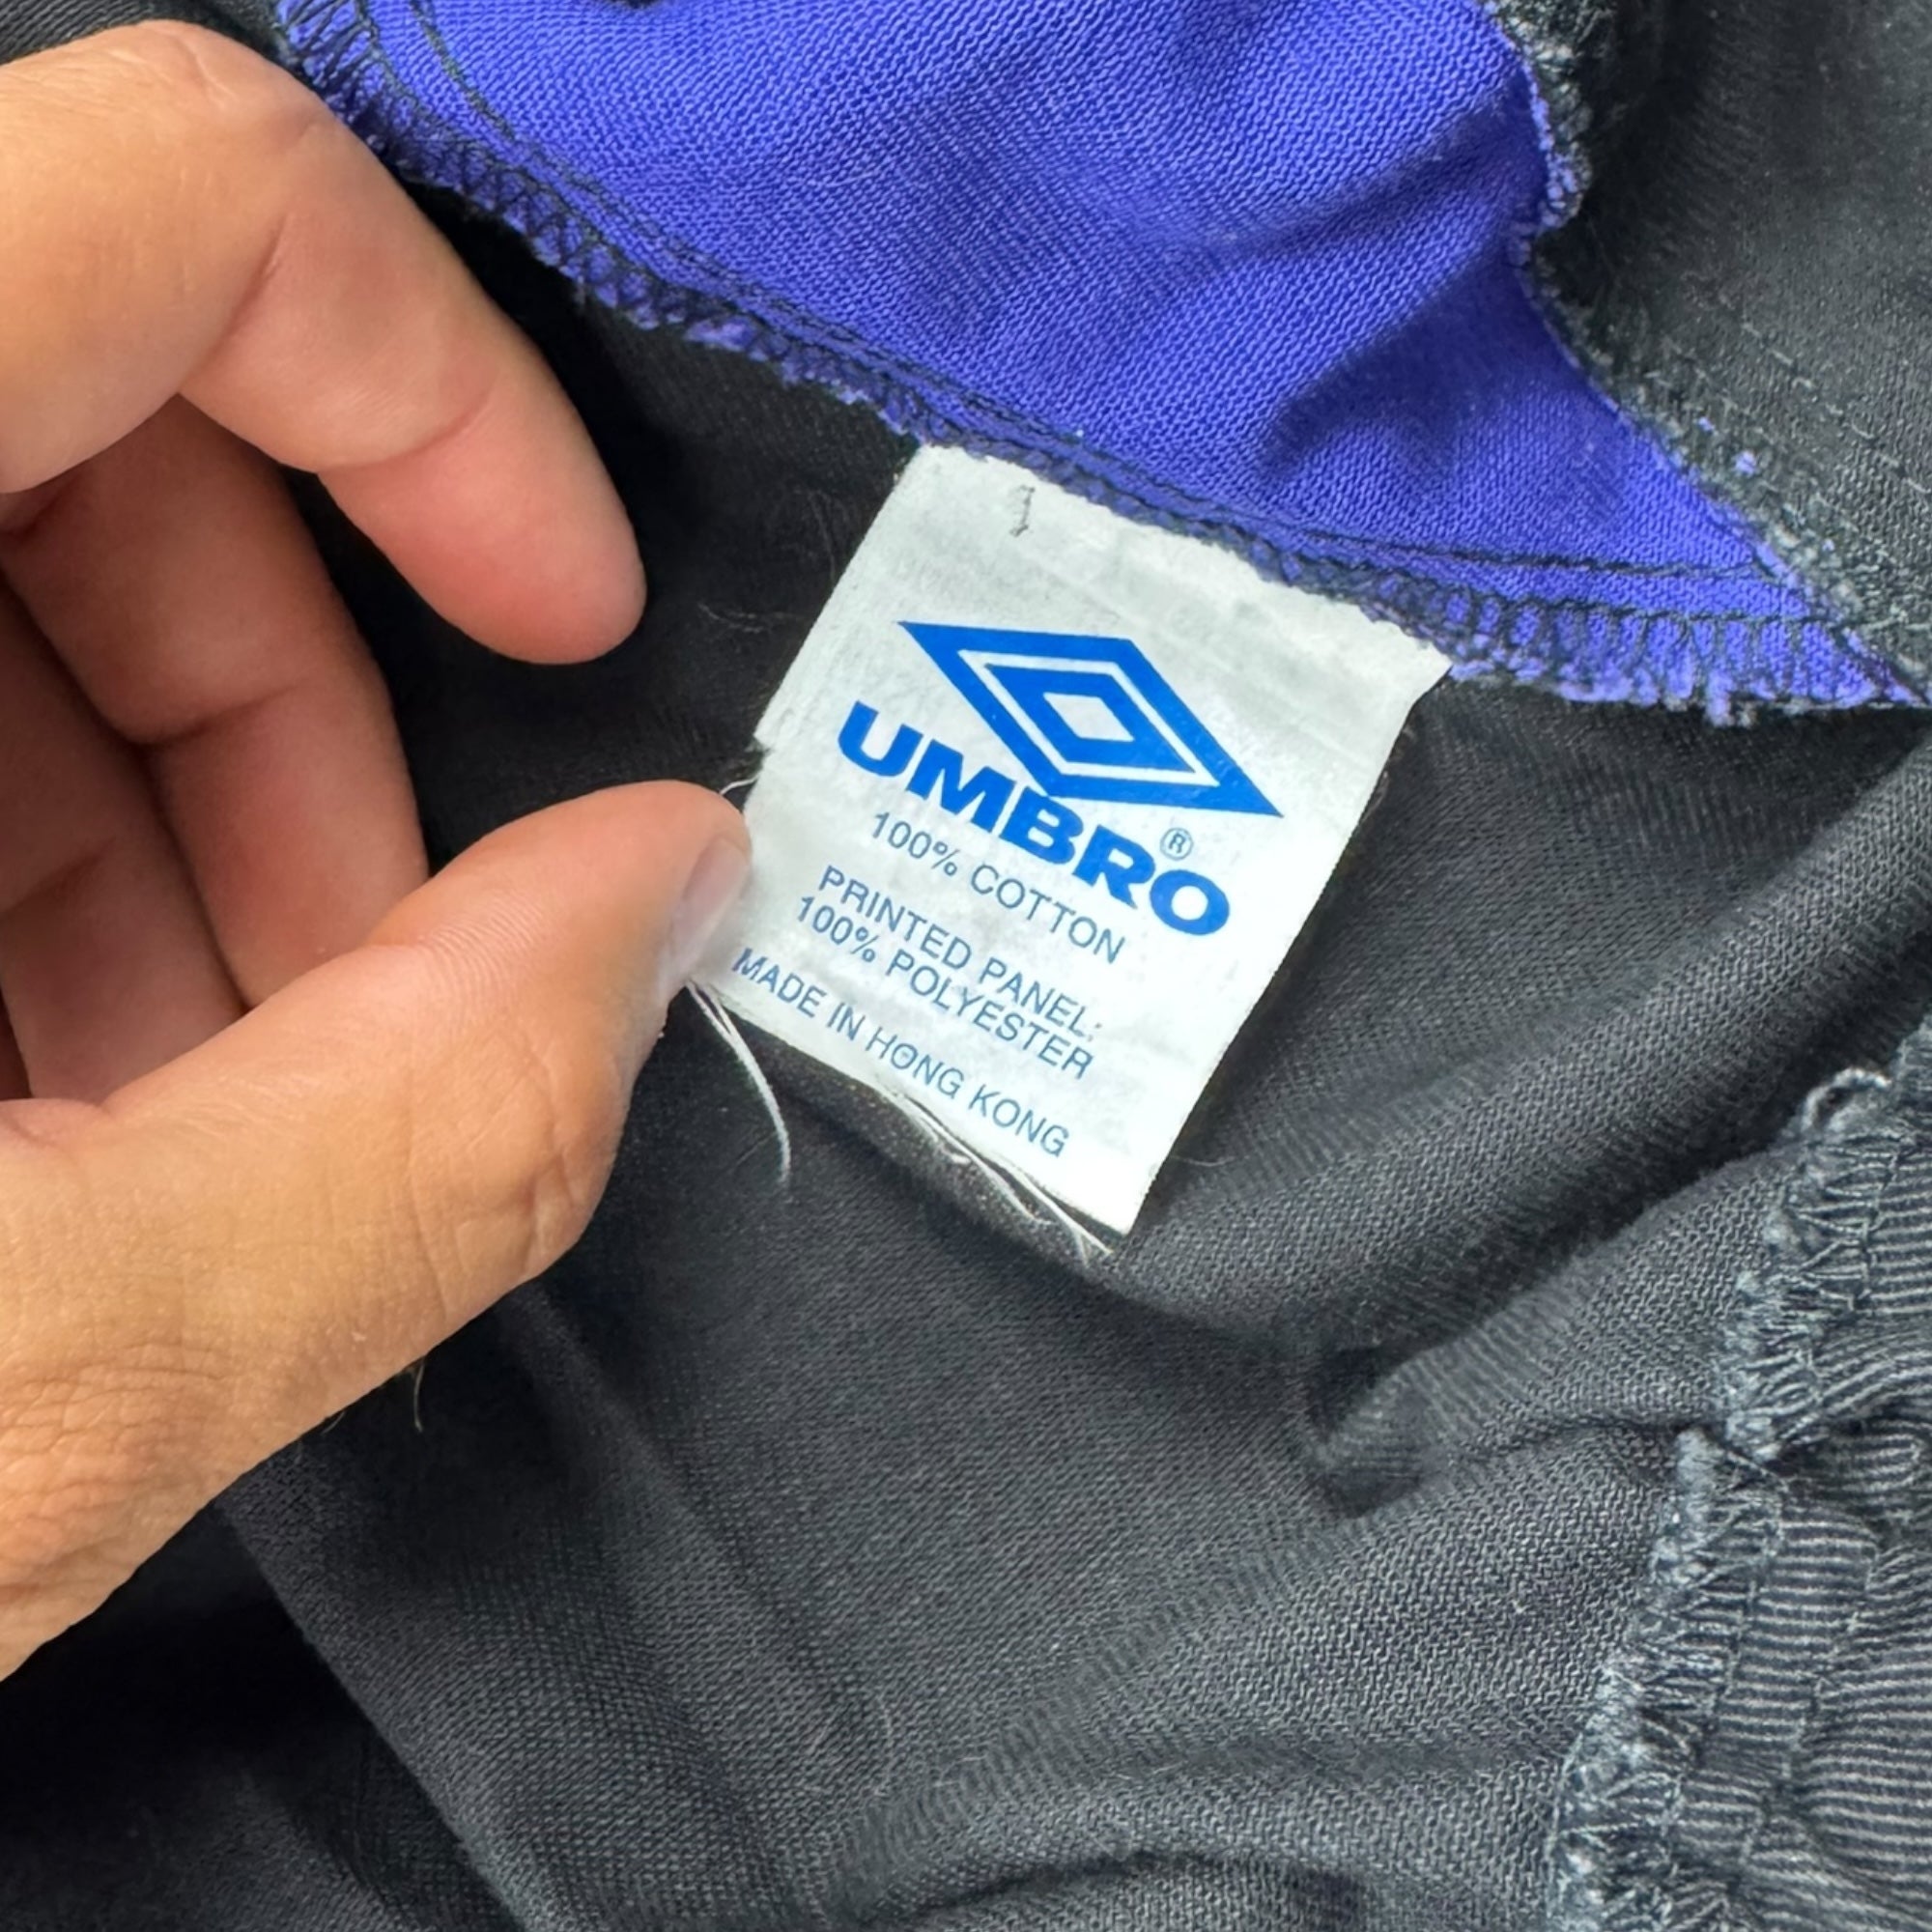 UMBRO®
100% COTTON
PRINTED PANEL:
100% POLYESTER
MADE IN HONG KONG